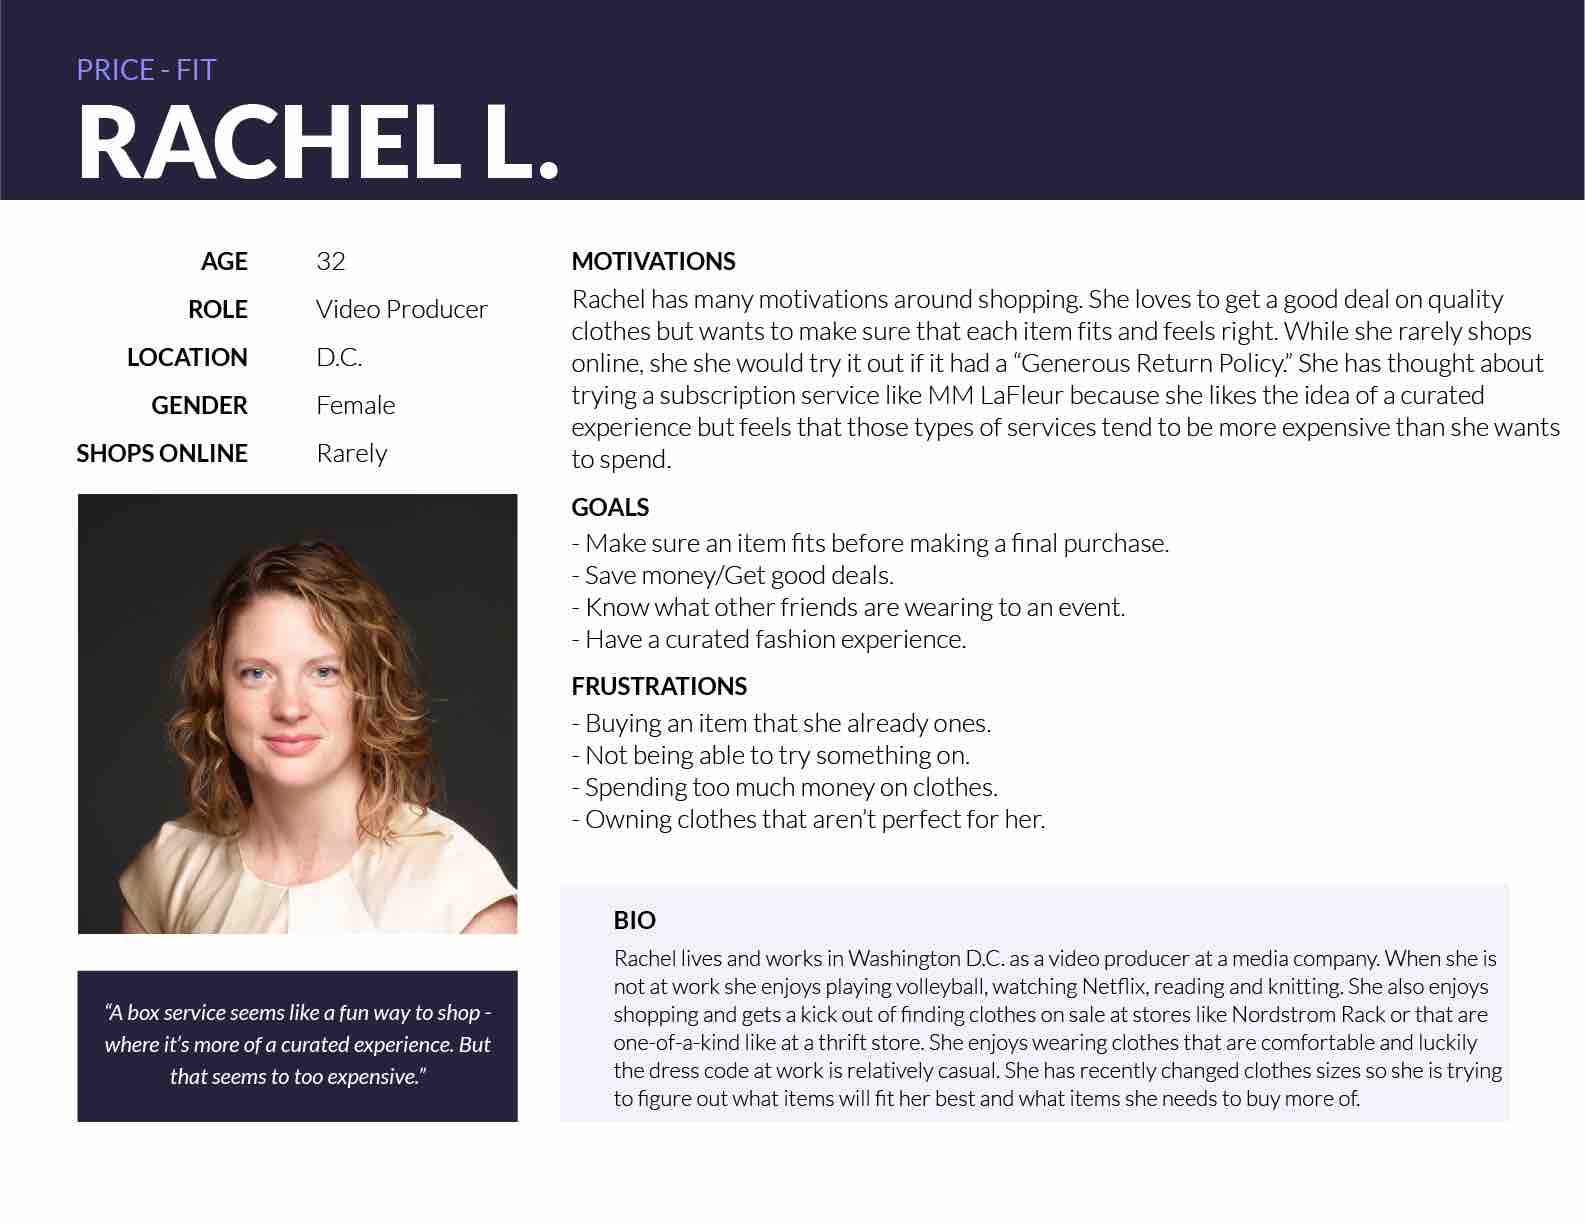 PRICE - FIT
RACHEL L.
AGE 32
ROLE Video Producer
LOCATION D.C.
GENDER Female
SHOPS ONLINE Rarely
“A box service seems like a fun way to shop -
where it’s more of a curated experience. But
that seems to too expensive.”
MOTIVATIONS
Rachel has many motivations around shopping. She loves to get a good deal on quality
clothes but wants to make sure that each item fits and feels right. While she rarely shops
online, she she would try it out if it had a “Generous Return Policy.” She has thought about
trying a subscription service like MM LaFleur because she likes the idea of a curated
experience but feels that those types of services tend to be more expensive than she wants
to spend.
GOALS
- Make sure an item fits before making a final purchase.
- Save money/Get good deals.
- Know what other friends are wearing to an event.
- Have a curated fashion experience.
FRUSTRATIONS
- Buying an item that she already ones.
- Not being able to try something on.
- Spending too much money on clothes.
- Owning clothes that aren’t perfect for her.
BIO
Rachel lives and works in Washington D.C. as a video producer at a media company. When she is
not at work she enjoys playing volleyball, watching Netflix, reading and knitting. She also enjoys
shopping and gets a kick out of finding clothes on sale at stores like Nordstrom Rack or that are
one-of-a-kind like at a thrift store. She enjoys wearing clothes that are comfortable and luckily
the dress code at work is relatively casual. She has recently changed clothes sizes so she is trying
to figure out what items will fit her best and what items she needs to buy more of.